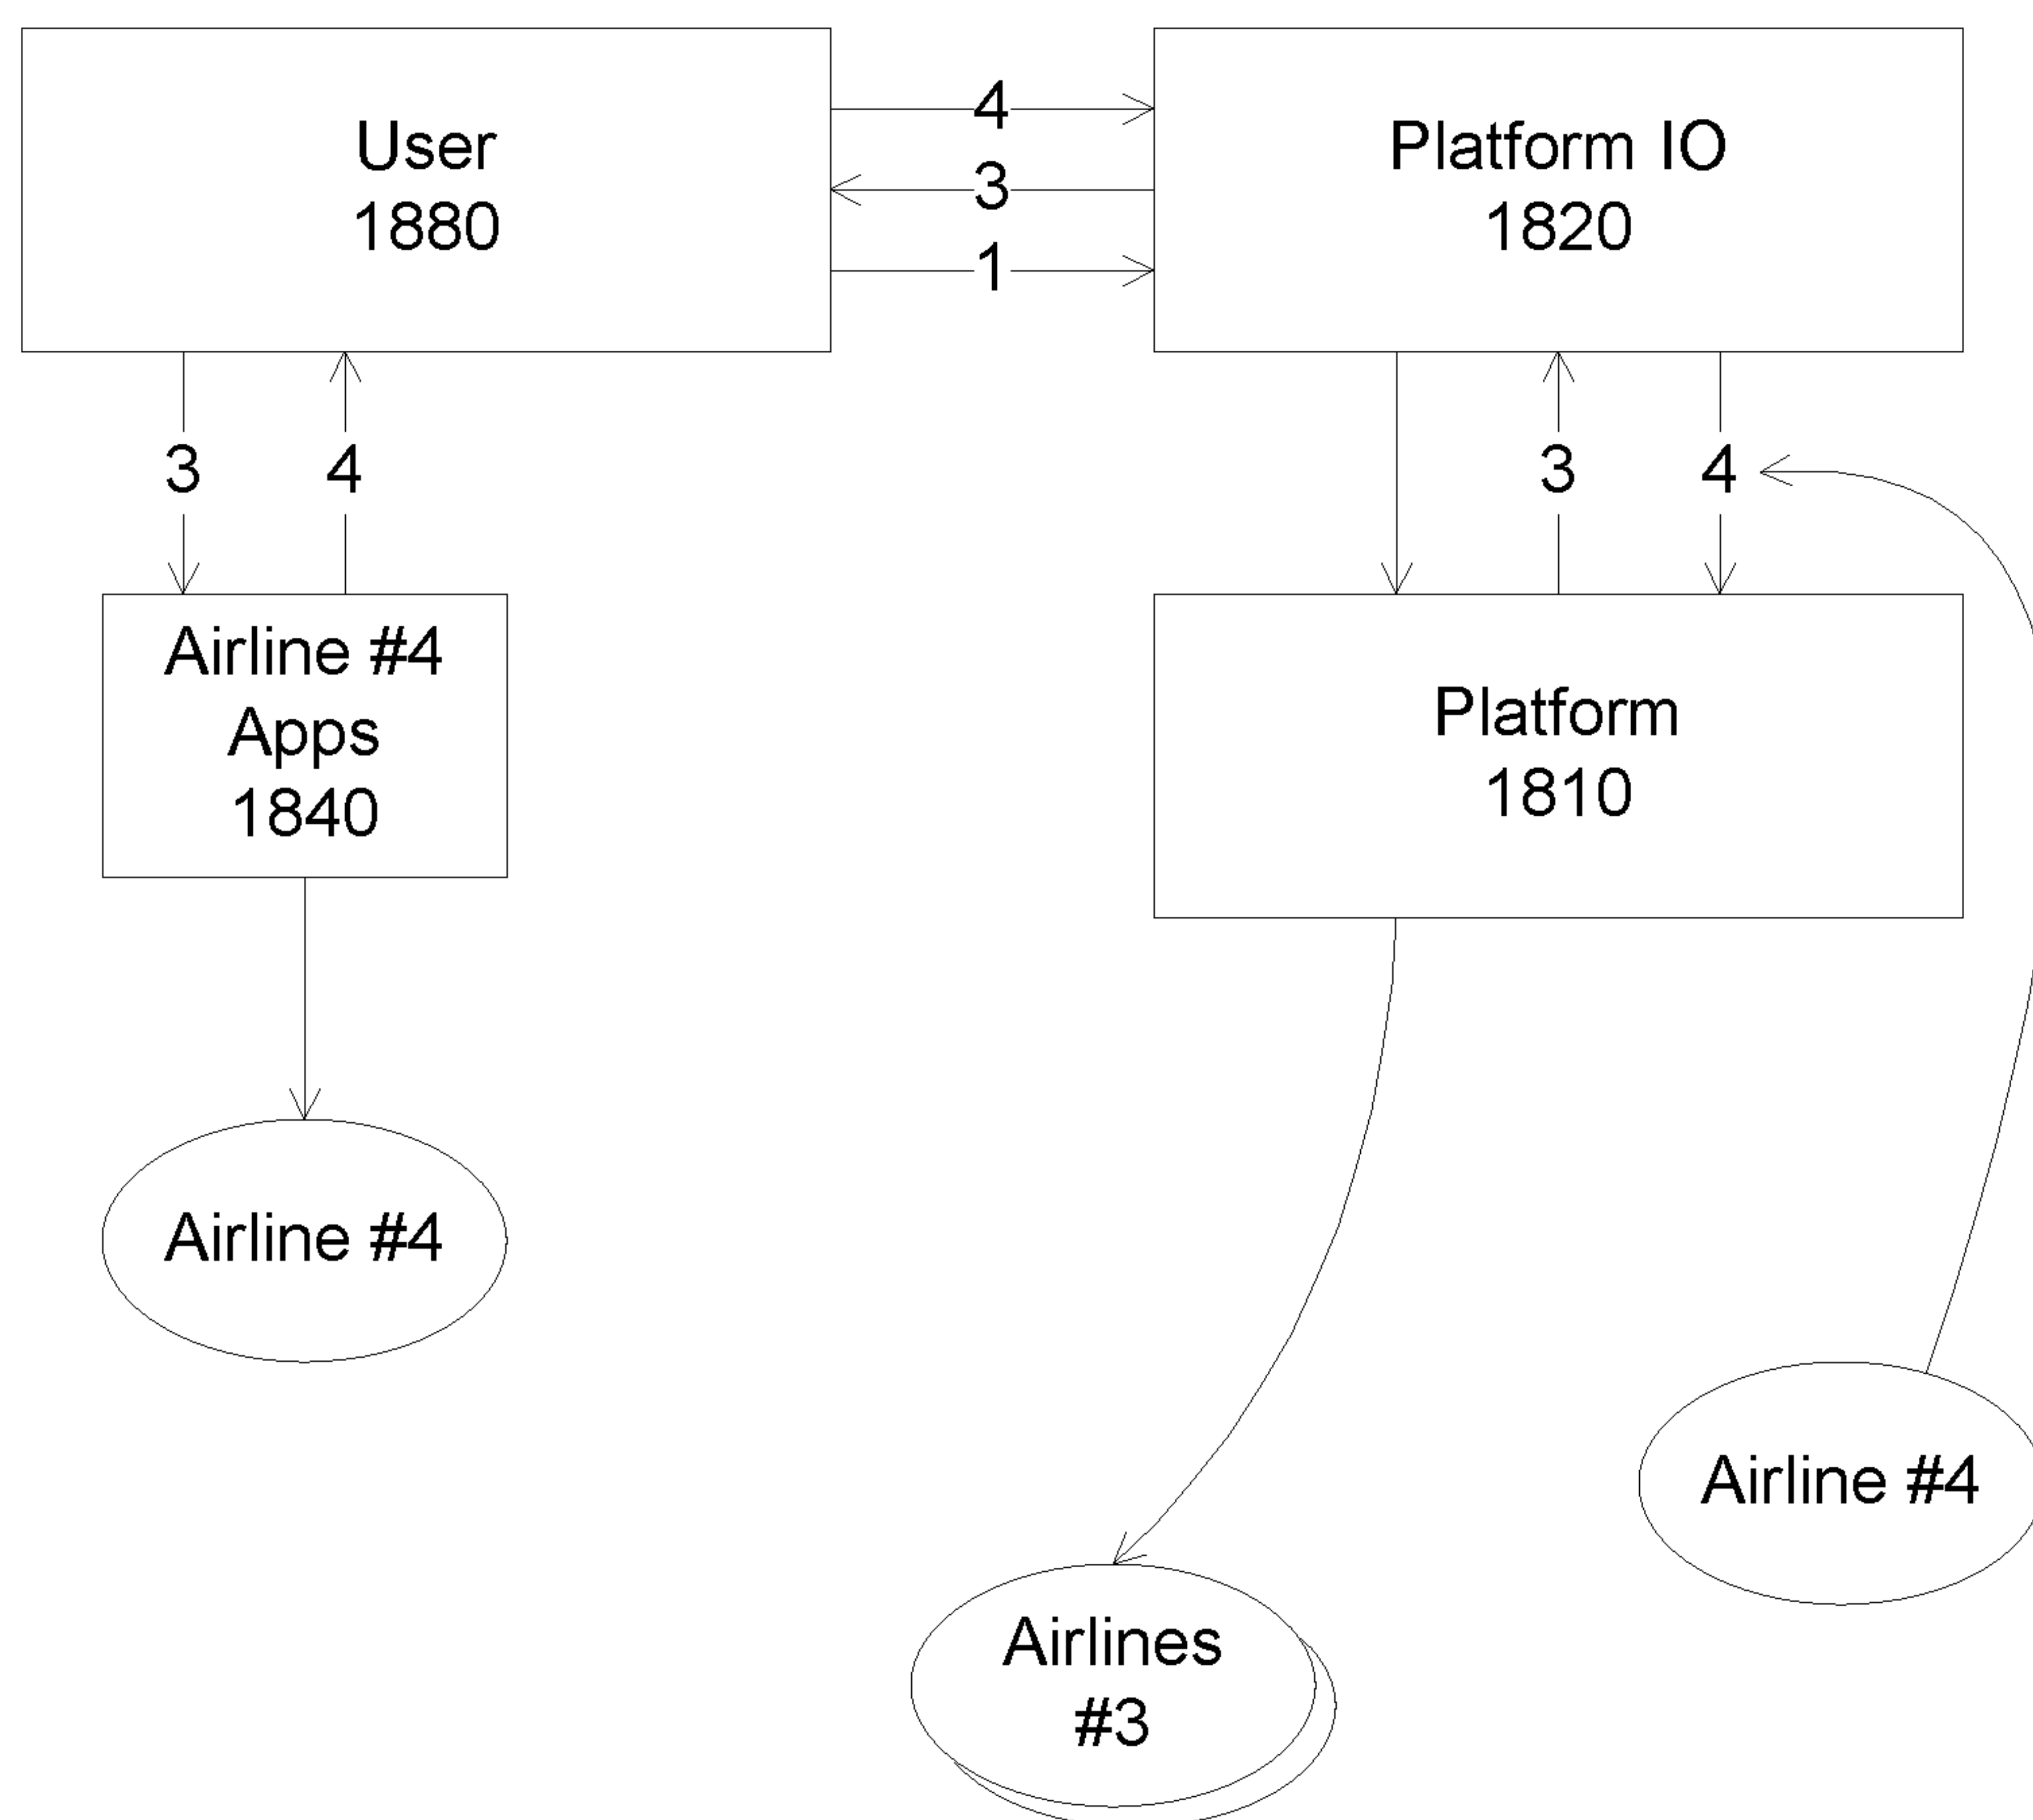 User
1880
4
3
1
Platform IO
1820
3
4
3
4
Airline #4
Apps
1840
Platform
1810
Airline #4
Airline #4
Airlines
#3